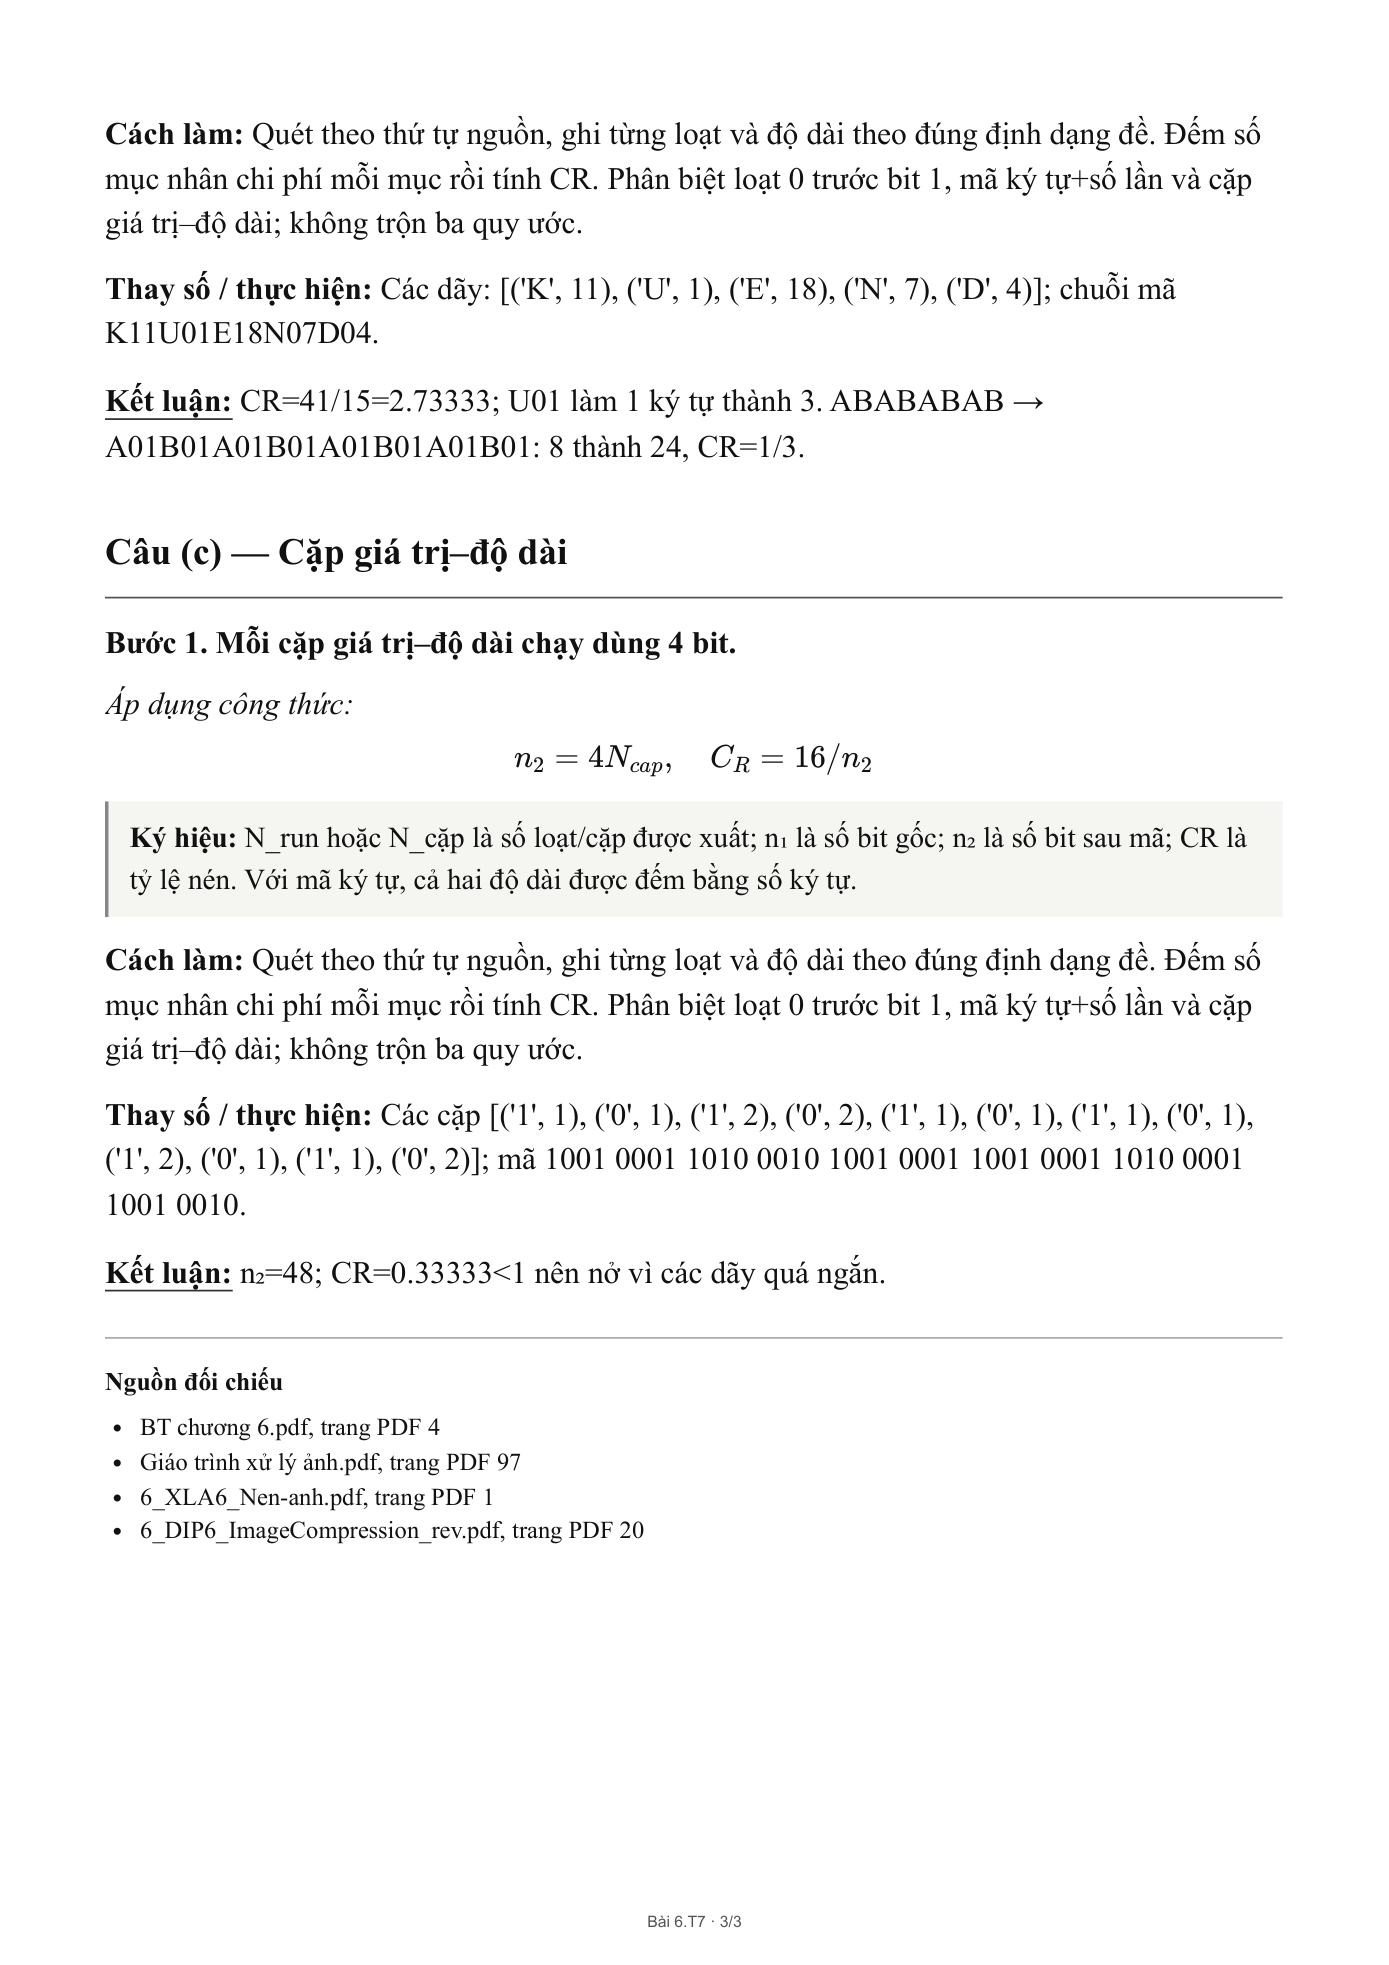 Cách làm: Quét theo thứ tự nguồn, ghi từng loạt và độ dài theo đúng định dạng đề. Đếm số
mục nhân chi phí mỗi mục rồi tính CR. Phân biệt loạt 0 trước bit 1, mã ký tự+số lần và cặp
giá trị–độ dài; không trộn ba quy ước.
Thay số / thực hiện: Các dãy: [('K', 11), ('U', 1), ('E', 18), ('N', 7), ('D', 4)]; chuỗi mã
K11U01E18N07D04.
Kết luận: CR=41/15=2.73333; U01 làm 1 ký tự thành 3. ABABABAB →
A01B01A01B01A01B01A01B01: 8 thành 24, CR=1/3.
Câu (c) — Cặp giá trị–độ dài
Bước 1. Mỗi cặp giá trị–độ dài chạy dùng 4 bit.
Áp dụng công thức:
n₂ = 4N_cap, C_R = 16/n₂
Ký hiệu: N_run hoặc N_cặp là số loạt/cặp được xuất; n₁ là số bit gốc; n₂ là số bit sau mã; CR là
tỷ lệ nén. Với mã ký tự, cả hai độ dài được đếm bằng số ký tự.
Cách làm: Quét theo thứ tự nguồn, ghi từng loạt và độ dài theo đúng định dạng đề. Đếm số
mục nhân chi phí mỗi mục rồi tính CR. Phân biệt loạt 0 trước bit 1, mã ký tự+số lần và cặp
giá trị–độ dài; không trộn ba quy ước.
Thay số / thực hiện: Các cặp [('1', 1), ('0', 1), ('1', 2), ('0', 2), ('1', 1), ('0', 1), ('1', 1), ('0', 1),
('1', 2), ('0', 1), ('1', 1), ('0', 2)]; mã 1001 0001 1010 0010 1001 0001 1001 0001 1010 0001
1001 0010.
Kết luận: n₂=48; CR=0.33333<1 nên nở vì các dãy quá ngắn.
Nguồn đối chiếu
• BT chương 6.pdf, trang PDF 4
• Giáo trình xử lý ảnh.pdf, trang PDF 97
• 6_XLA6_Nen-anh.pdf, trang PDF 1
• 6_DIP6_ImageCompression_rev.pdf, trang PDF 20
Bài 6.T7 · 3/3